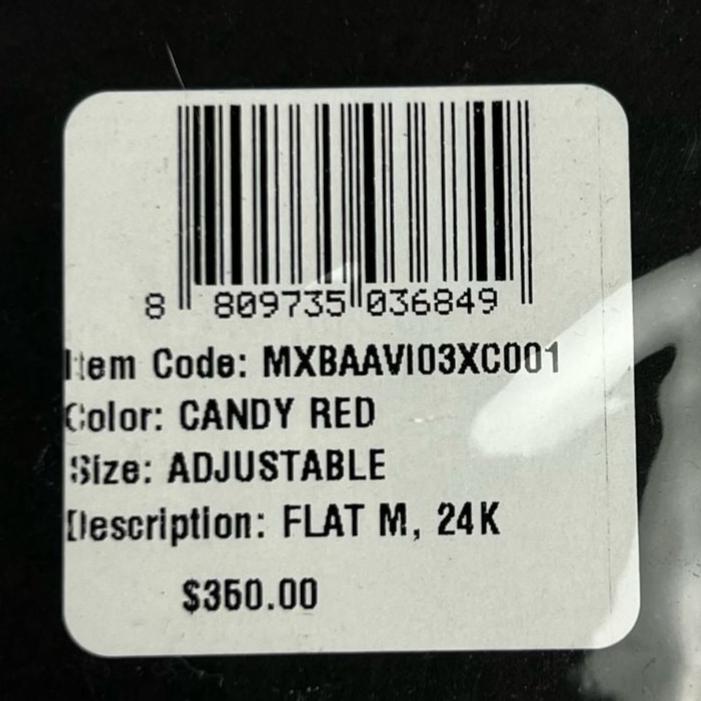 8 809735 036849
Item Code: MXBAAVI03XC001
Color: CANDY RED
Size: ADJUSTABLE
Description: FLAT M, 24K
$350.00